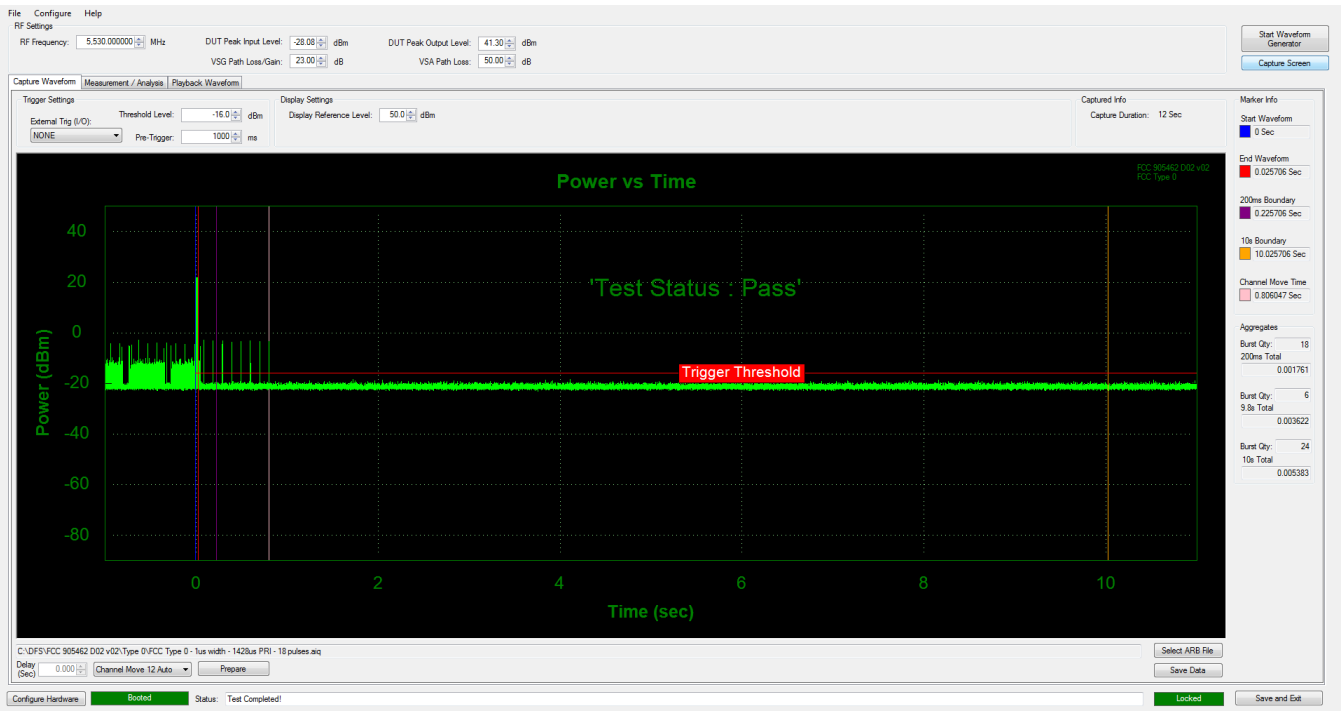 File Configure Help
RF Settings
RF Frequency: 5,530.000000 MHz DUT Peak Input Level: -28.08 dBm DUT Peak Output Level: 41.30 dBm
VSG Path Loss/Gain: 23.00 dB VSA Path Loss: 50.00 dB
Start Waveform Generator
Capture Screen
Capture Waveform Measurement / Analysis Playback Waveform
Trigger Settings
External Trig (I/O): Threshold Level: -16.0 dBm
NONE Pre-Trigger: 1000 ms
Display Settings
Display Reference Level: 50.0 dBm
Captured Info
Capture Duration: 12 Sec
Marker Info
Start Waveform
0 Sec
End Waveform
0.025706 Sec
200ms Boundary
0.225706 Sec
10s Boundary
10.025706 Sec
Channel Move Time
0.806047 Sec
Aggregates
Burst Qty: 18
200ms Total
0.001761
Burst Qty: 6
9.8s Total
0.003622
Burst Qty: 24
10s Total
0.005383
Power vs Time
FCC 905462 D02 v02
FCC Type 0
'Test Status : Pass'
Trigger Threshold
Power (dBm)
40
20
0
-20
-40
-60
-80
0 2 4 6 8 10
Time (sec)
C:\DFS\FCC 905462 D02 v02\Type 0\FCC Type 0 - 1us width - 1428us PRI - 18 pulses.aiq
Select ARB File
Delay (Sec) 0.000 Channel Move 12 Auto Prepare
Save Data
Configure Hardware Booted Status: Test Completed! Locked Save and Exit